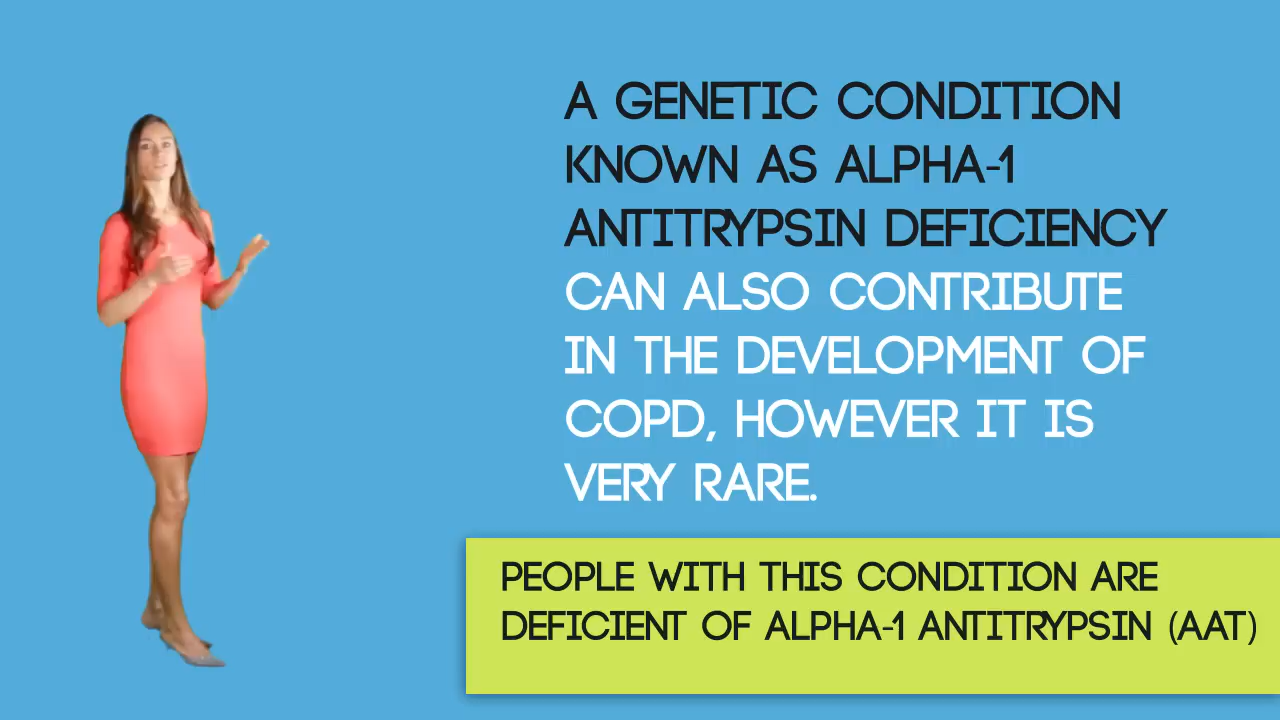 A GENETIC CONDITION
KNOWN AS ALPHA-1
ANTITRYPSIN DEFICIENCY
CAN ALSO CONTRIBUTE
IN THE DEVELOPMENT OF
COPD, HOWEVER IT IS
VERY RARE.
PEOPLE WITH THIS CONDITION ARE
DEFICIENT OF ALPHA-1 ANTITRYPSIN (AAT)